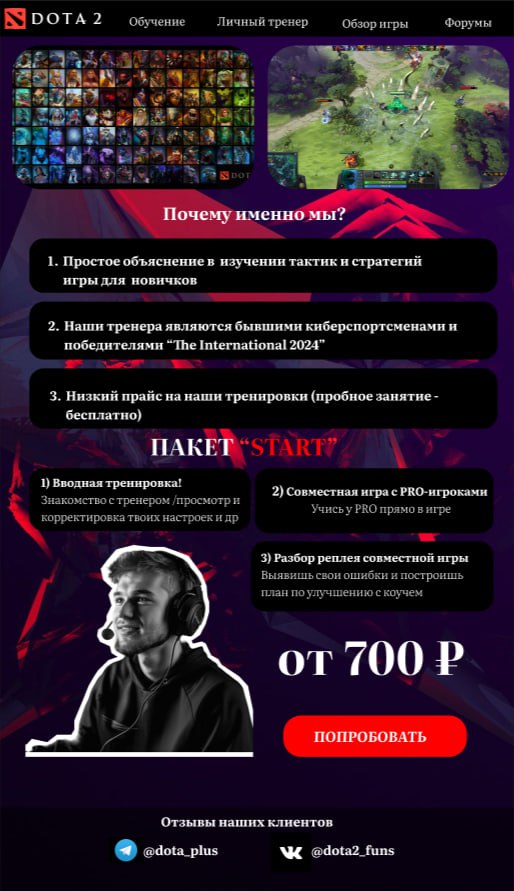 DOTA 2
Обучение
Личный тренер
Обзор игры
Форумы
DOT
Почему именно мы?
1. Простое объяснение в изучении тактик и стратегий
игры для новичков
2. Наши тренера являются бывшими киберспортсменами и
победителями “The International 2024”
3. Низкий прайс на наши тренировки (пробное занятие -
бесплатно)
ПАКЕТ “START”
1) Вводная тренировка!
Знакомство с тренером /просмотр и
корректировка твоих настроек и др
2) Совместная игра с PRO-игроками
Учись у PRO прямо в игре
3) Разбор реплея совместной игры
Выявишь свои ошибки и построишь
план по улучшению с коучем
от 700 ₽
ПОПРОБОВАТЬ
Отзывы наших клиентов
@dota_plus
@dota2_funs